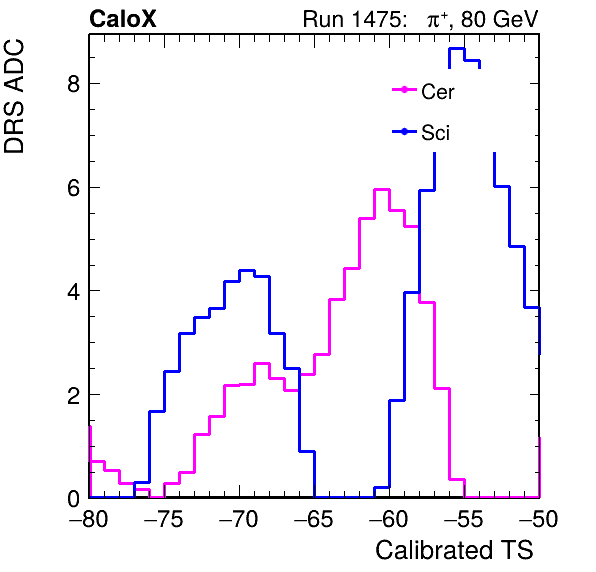 CaloX Run 1475: π⁺, 80 GeV
DRS ADC
8
6
4
2
0
Cer
Sci
−80 −75 −70 −65 −60 −55 −50
Calibrated TS